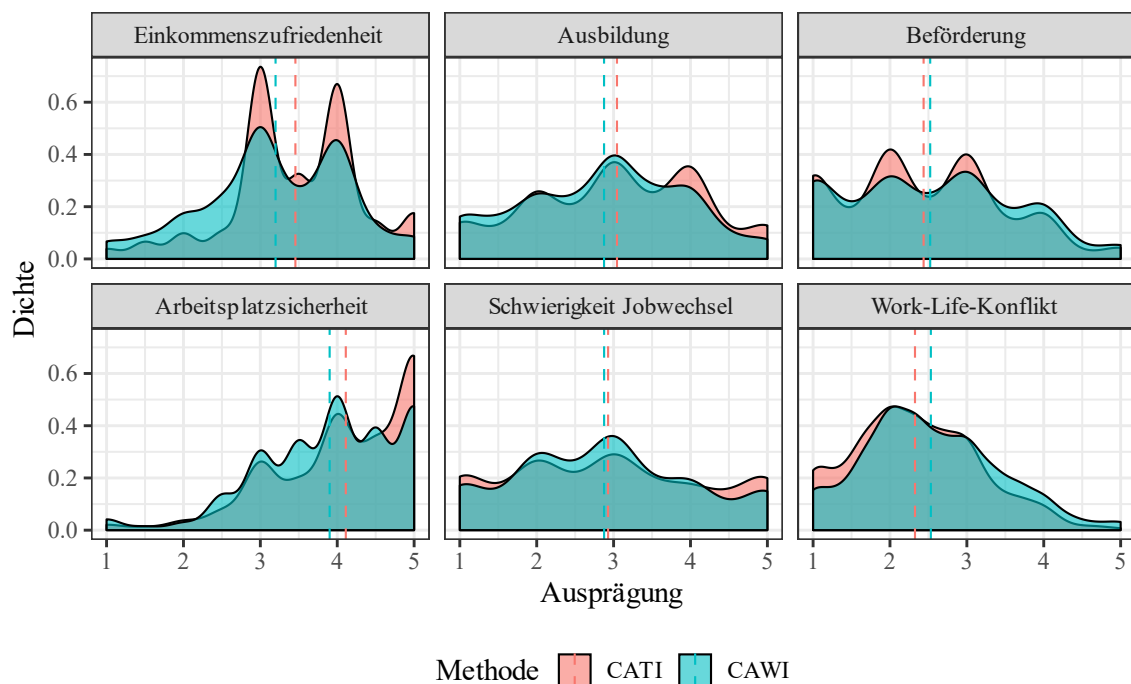 Einkommenszufriedenheit
Ausbildung
Beförderung
0.6
0.4
0.2
0.0
Dichte
Arbeitsplatzsicherheit
Schwierigkeit Jobwechsel
Work-Life-Konflikt
0.6
0.4
0.2
0.0
1 2 3 4 5
1 2 3 4 5
1 2 3 4 5
Ausprägung
Methode CATI CAWI